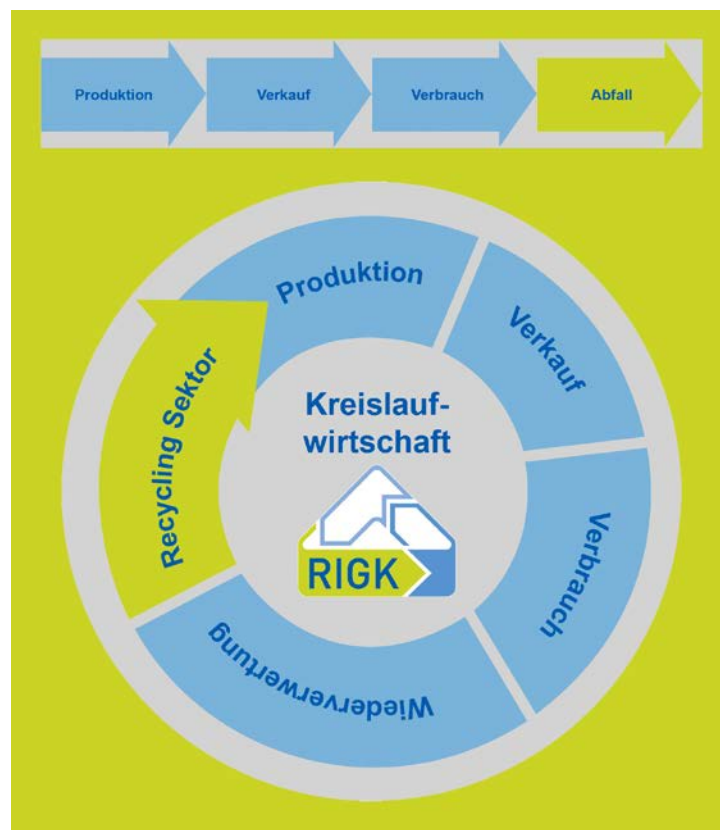 Produktion
Verkauf
Verbrauch
Abfall
Produktion
Verkauf
Verbrauch
Wiederverwertung
Recycling Sektor
Kreislauf-
wirtschaft
RIGK